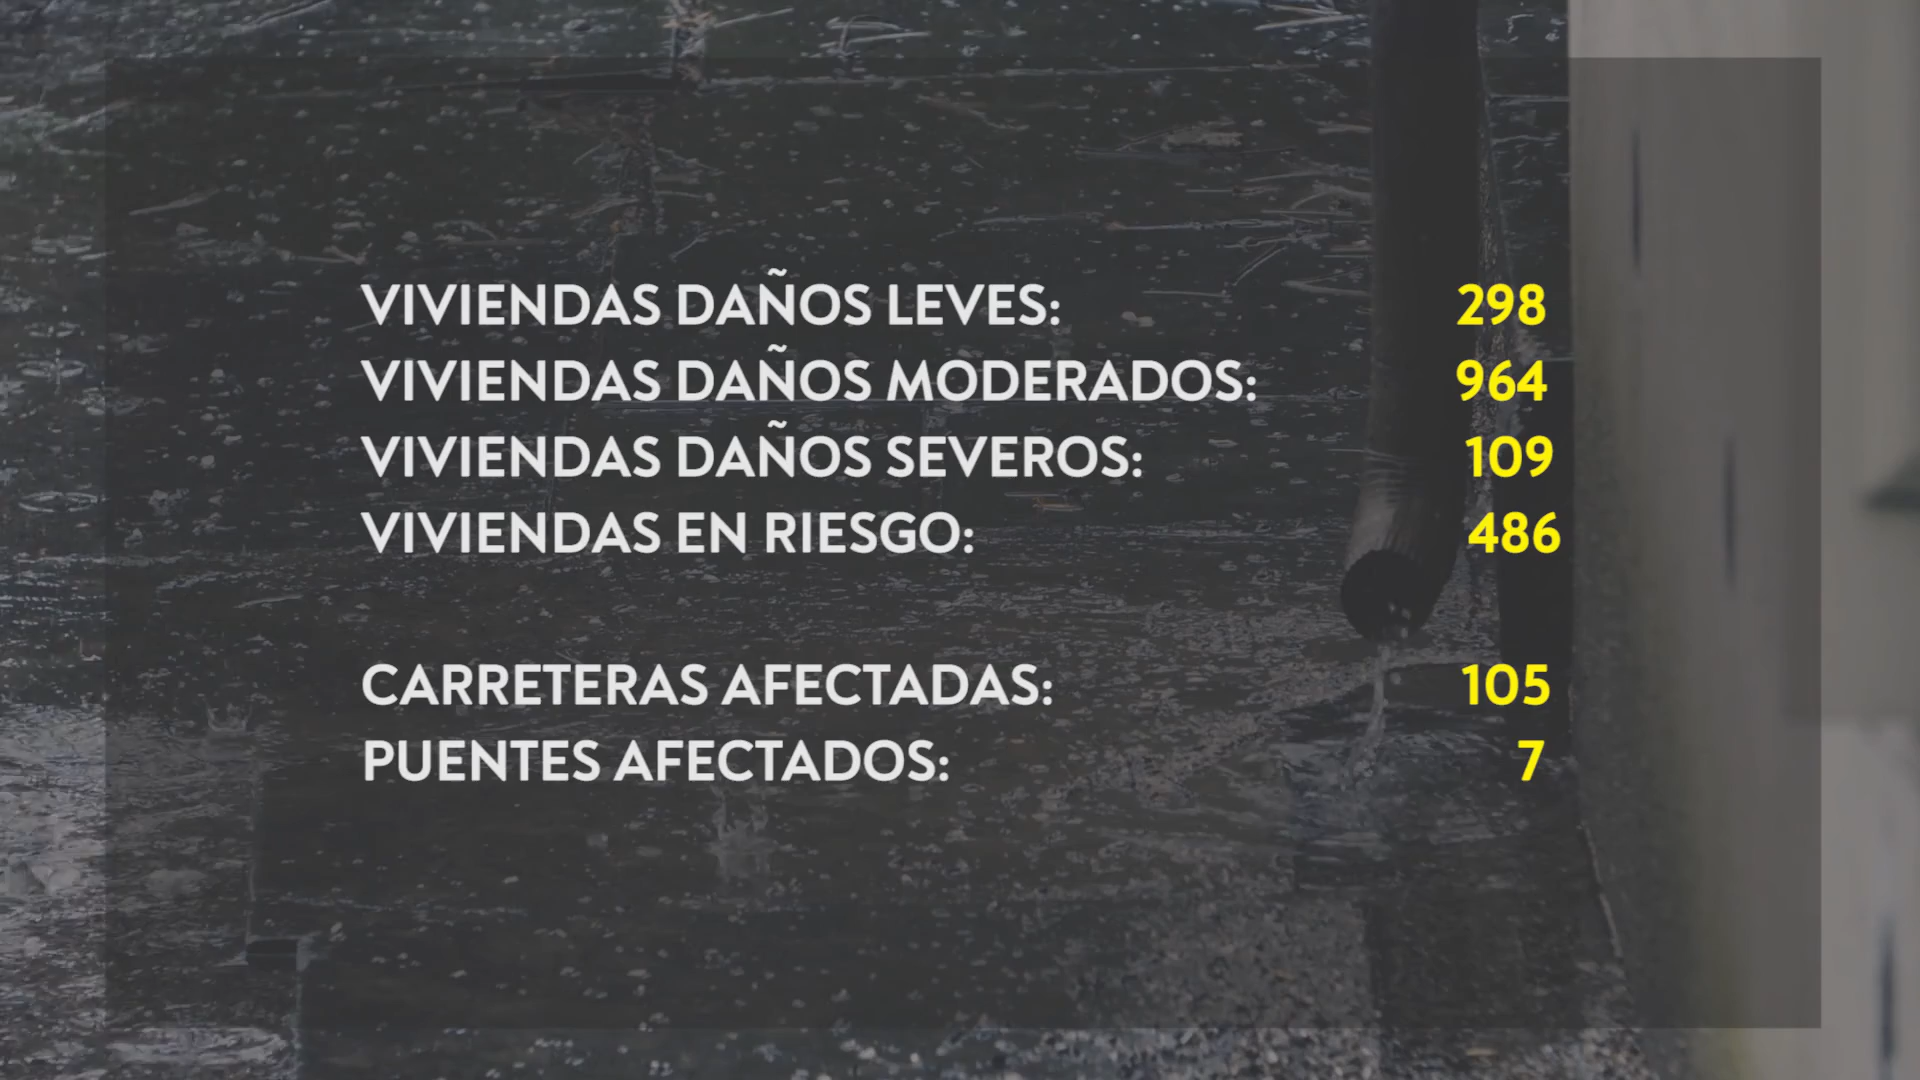 VIVIENDAS DAÑOS LEVES: 298
VIVIENDAS DAÑOS MODERADOS: 964
VIVIENDAS DAÑOS SEVEROS: 109
VIVIENDAS EN RIESGO: 486
CARRETERAS AFECTADAS: 105
PUENTES AFECTADOS: 7